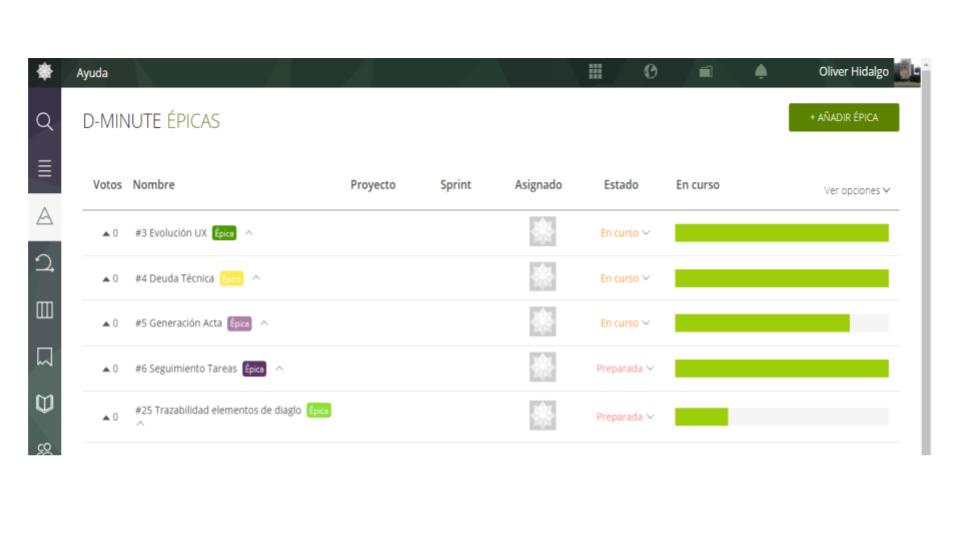 Ayuda
Oliver Hidalgo
D-MINUTE ÉPICAS
+ AÑADIR ÉPICA
Votos Nombre Proyecto Sprint Asignado Estado En curso Ver opciones
0 #3 Evolución UX Épica En curso
0 #4 Deuda Técnica Épica En curso
0 #5 Generación Acta Épica En curso
0 #6 Seguimiento Tareas Épica Preparada
#25 Trazabilidad elementos de diaglo Épica
0 Preparada